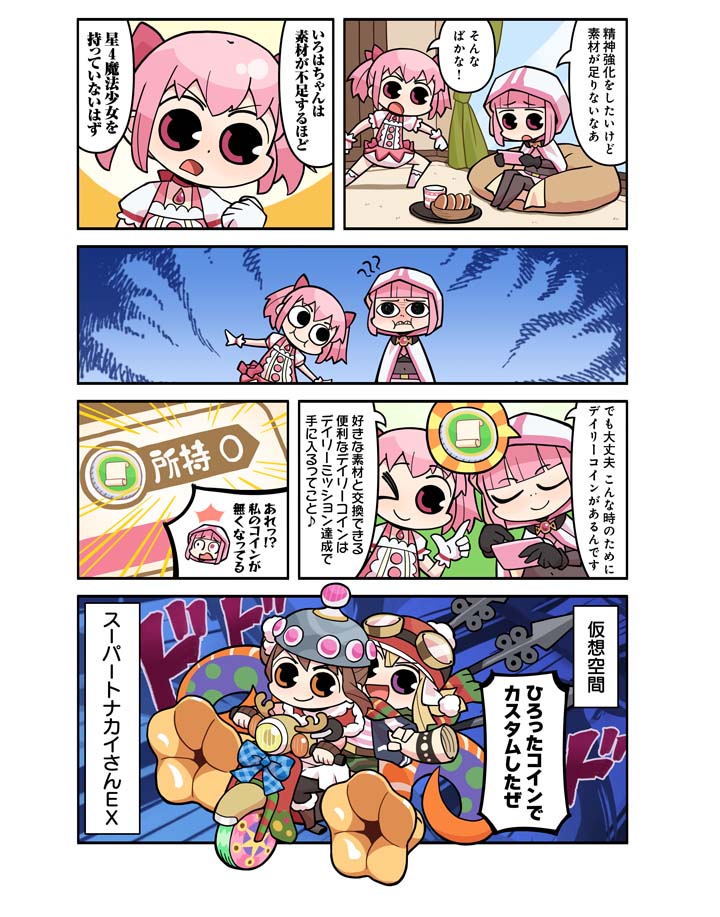 精神強化をしたいけど
素材が足りないなあ
そんな
ばかな！
いろはちゃんは
素材が不足するほど
星4魔法少女を
持っていないはず
???
でも大丈夫 こんな時のために
デイリーコインがあるんです
好きな素材と交換できる
便利なデイリーコインは
デイリーミッション達成で
手に入るってこと♪
所持 0
あれっ!?
私のコインが
無くなってる
仮想空間
ひろったコインで
カスタムしたぜ
ドドド
スーパートナカイさんEX